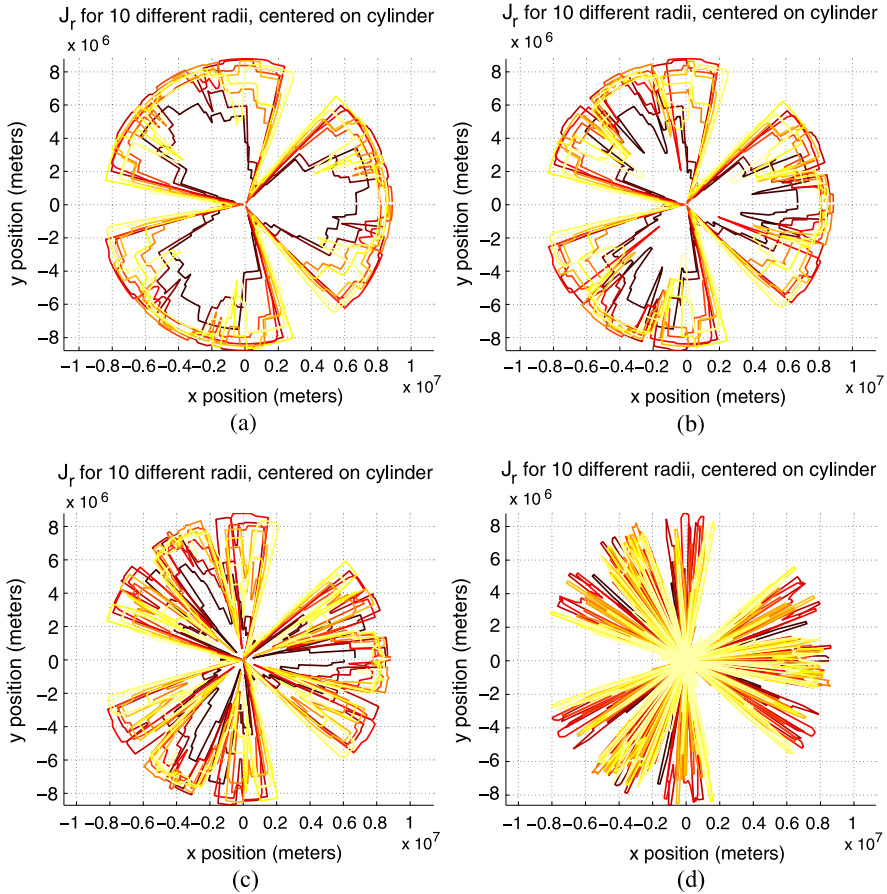 J_r for 10 different radii, centered on cylinder
x 10^6
8
6
4
2
0
−2
−4
−6
−8
y position (meters)
−1 −0.8 −0.6 −0.4 −0.2 0 0.2 0.4 0.6 0.8 1
x 10^7
x position (meters)
(a)
J_r for 10 different radii, centered on cylinder
x 10^6
8
6
4
2
0
−2
−4
−6
−8
y position (meters)
−1 −0.8 −0.6 −0.4 −0.2 0 0.2 0.4 0.6 0.8 1
x 10^7
x position (meters)
(b)
J_r for 10 different radii, centered on cylinder
x 10^6
8
6
4
2
0
−2
−4
−6
−8
y position (meters)
−1 −0.8 −0.6 −0.4 −0.2 0 0.2 0.4 0.6 0.8 1
x 10^7
x position (meters)
(c)
J_r for 10 different radii, centered on cylinder
x 10^6
8
6
4
2
0
−2
−4
−6
−8
y position (meters)
−1 −0.8 −0.6 −0.4 −0.2 0 0.2 0.4 0.6 0.8 1
x 10^7
x position (meters)
(d)